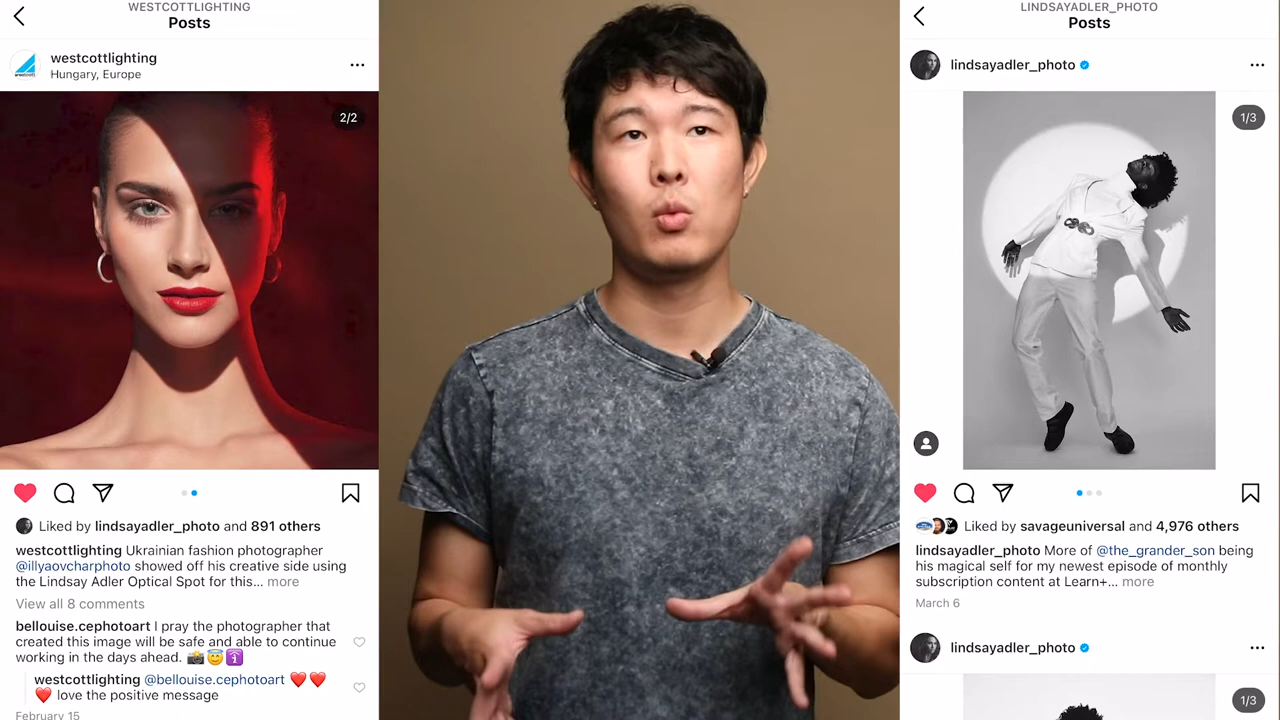 WESTCOTTLIGHTING
Posts
westcottlighting
Hungary, Europe
2/2
Liked by lindsayadler_photo and 891 others
westcottlighting Ukrainian fashion photographer
@illyaovcharphoto showed off his creative side using
the Lindsay Adler Optical Spot for this... more
View all 8 comments
bellouise.cephotoart I pray the photographer that
created this image will be safe and able to continue
working in the days ahead. 📸😇🛐
westcottlighting @bellouise.cephotoart ❤️❤️
❤️ love the positive message
February 15
LINDSAYADLER_PHOTO
Posts
lindsayadler_photo
1/3
Liked by savageuniversal and 4,976 others
lindsayadler_photo More of @the_grander_son being
his magical self for my newest episode of monthly
subscription content at Learn+... more
March 6
lindsayadler_photo
1/3